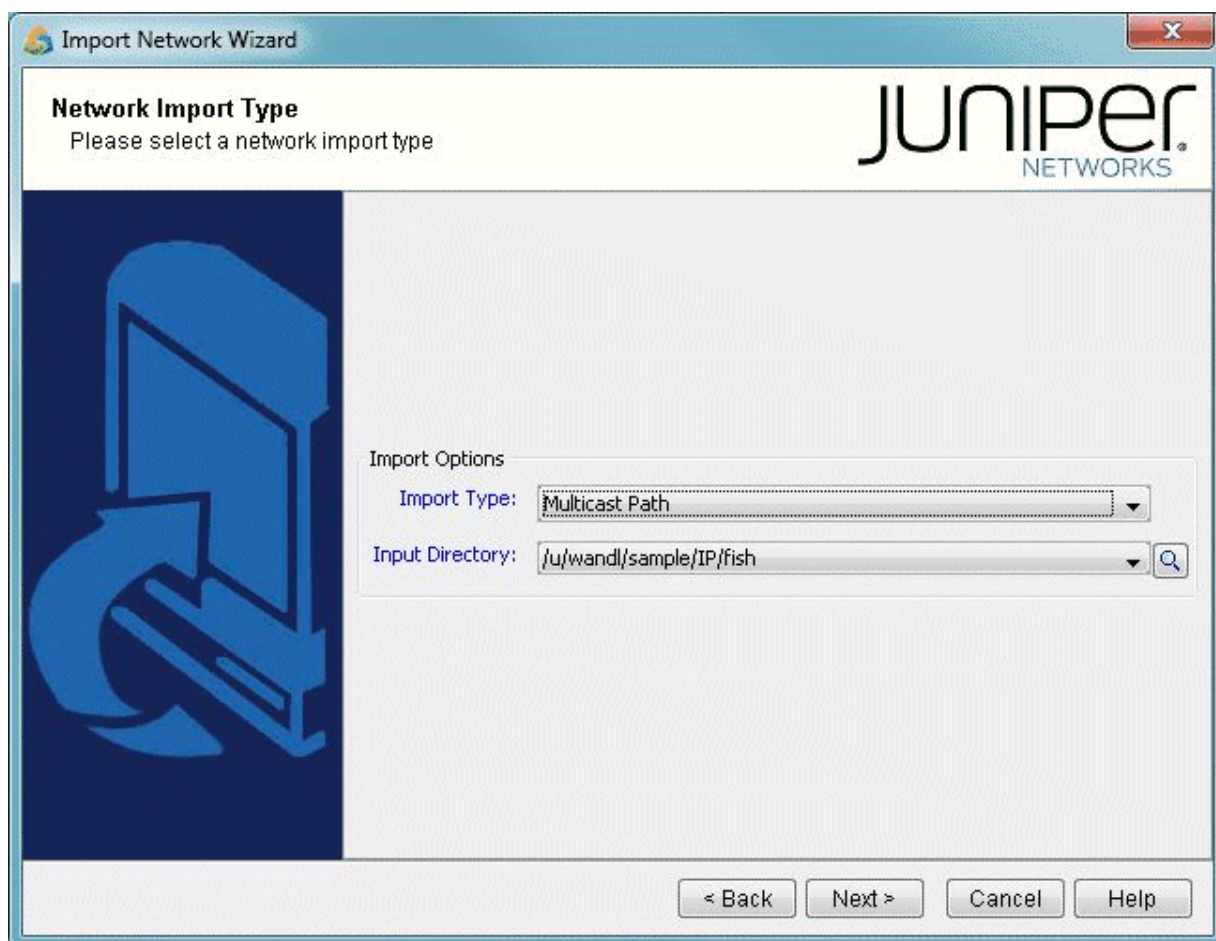 Import Network Wizard
Network Import Type
Please select a network import type
JUNIPER
NETWORKS
Import Options
Import Type: Multicast Path
Input Directory: /u/wandl/sample/IP/fish
< Back Next > Cancel Help